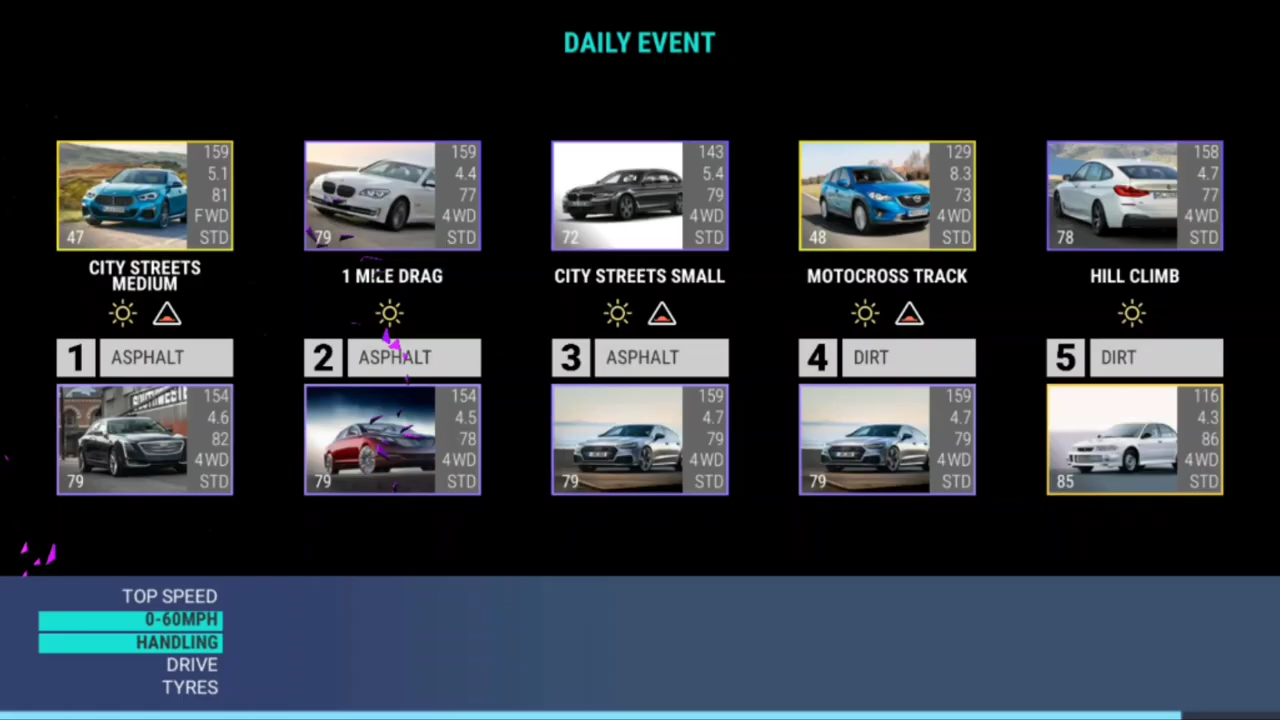 DAILY EVENT
159
5.1
81
FWD
47 STD
159
4.4
77
4WD
79 STD
143
5.4
79
4WD
72 STD
129
8.3
73
4WD
48 STD
158
4.7
77
4WD
78 STD
CITY STREETS
MEDIUM
1 MILE DRAG
CITY STREETS SMALL
MOTOCROSS TRACK
HILL CLIMB
1 ASPHALT
2 ASPHALT
3 ASPHALT
4 DIRT
5 DIRT
154
4.6
82
4WD
79 STD
154
4.5
78
4WD
79 STD
159
4.7
79
4WD
79 STD
159
4.7
79
4WD
79 STD
116
4.3
86
4WD
85 STD
TOP SPEED
0-60MPH
HANDLING
DRIVE
TYRES